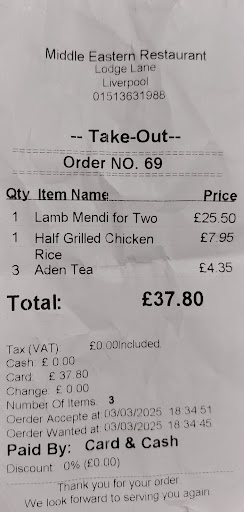 Middle Eastern Restaurant
Lodge Lane
Liverpool
01513631988
-- Take-Out--
Order NO. 69
Qty Item Name Price
1 Lamb Mendi for Two £25.50
1 Half Grilled Chicken £7.95
Rice
3 Aden Tea £4.35
Total: £37.80
Tax (VAT) £0.00Included.
Cash: £ 0.00
Card: £ 37.80
Change: £ 0.00
Number Of Items: 3
Oerder Accepte at 03/03/2025 18:34:51
Oerder Wanted at 03/03/2025 18:34:45
Paid By: Card & Cash
Discount 0% (£0.00)
Thank you for your order
We look forward to serving you again